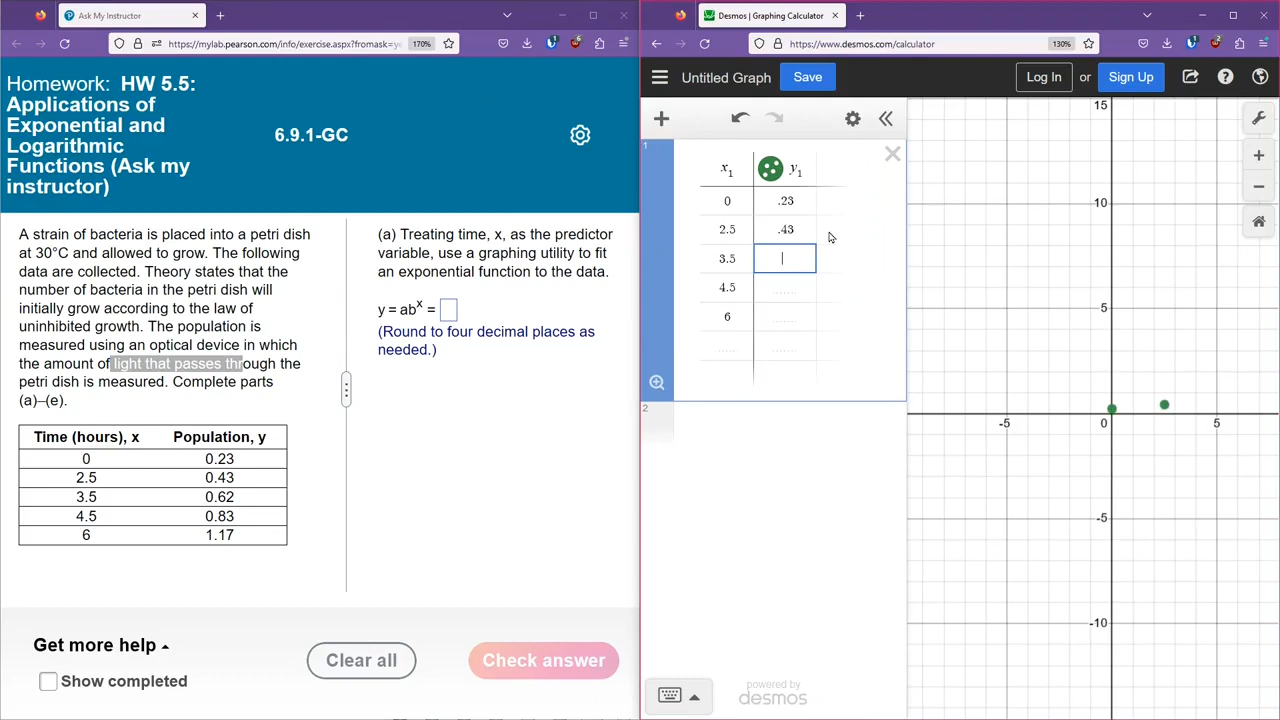 Ask My Instructor
https://mylab.pearson.com/info/exercise.aspx?fromask=y
170%
Homework: HW 5.5:
Applications of
Exponential and
Logarithmic
Functions (Ask my
instructor)
6.9.1-GC
A strain of bacteria is placed into a petri dish
at 30°C and allowed to grow. The following
data are collected. Theory states that the
number of bacteria in the petri dish will
initially grow according to the law of
uninhibited growth. The population is
measured using an optical device in which
the amount of light that passes through the
petri dish is measured. Complete parts
(a)–(e).
Time (hours), x Population, y
0 0.23
2.5 0.43
3.5 0.62
4.5 0.83
6 1.17
(a) Treating time, x, as the predictor
variable, use a graphing utility to fit
an exponential function to the data.
y = abˣ =
(Round to four decimal places as
needed.)
Get more help
Show completed
Clear all
Check answer
Desmos | Graphing Calculator
https://www.desmos.com/calculator
130%
Untitled Graph
Save
Log In or Sign Up
1
x₁ y₁
0 .23
2.5 .43
3.5
4.5
6
2
powered by
desmos
15
10
5
-5 0 5
-5
-10